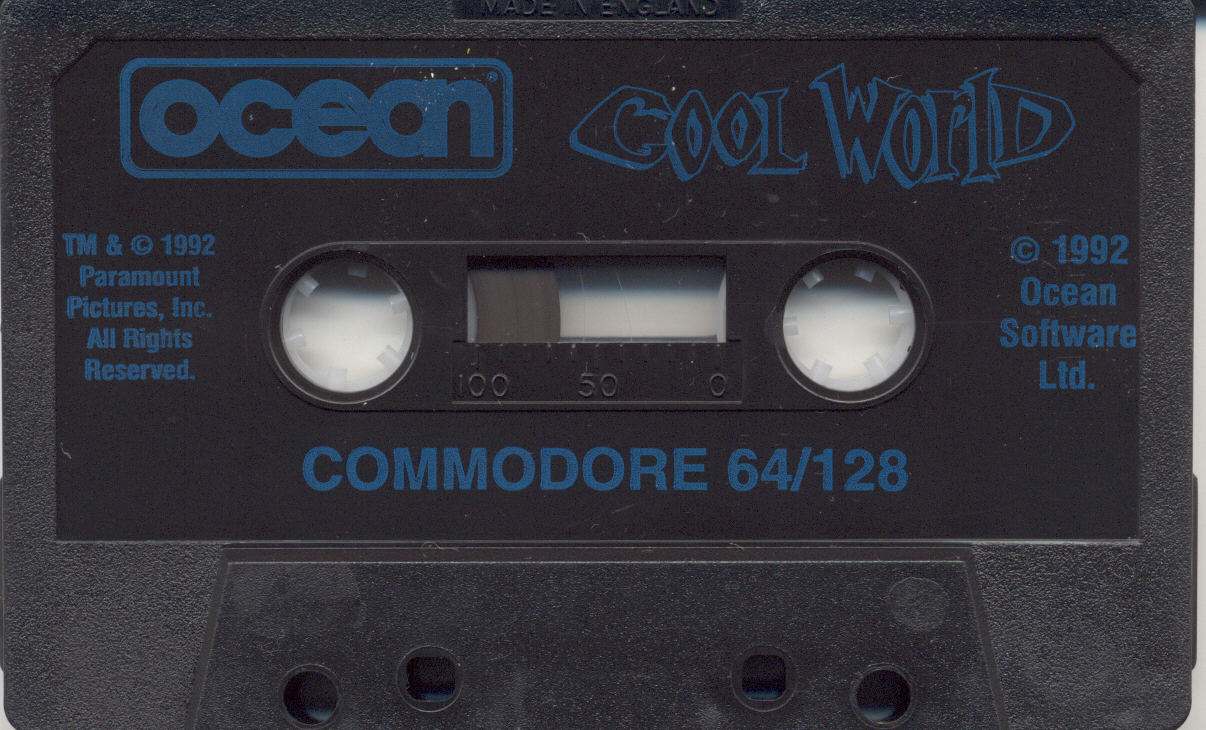 MADE IN ENGLAND
ocean®
COOL WORLD
TM & © 1992
Paramount
Pictures, Inc.
All Rights
Reserved.
© 1992
Ocean
Software
Ltd.
100 50 0
COMMODORE 64/128